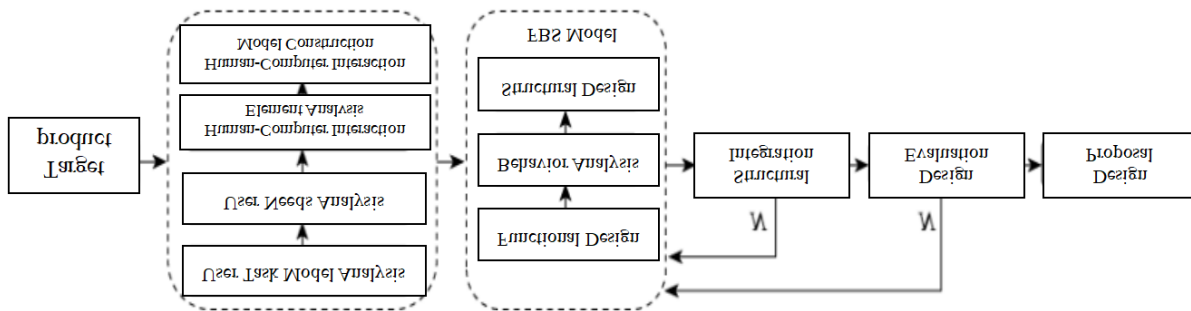 Target
product
User Task Model Analysis
User Needs Analysis
Human-Computer Interaction
Element Analysis
Human-Computer Interaction
Model Construction
Functional Design
Behavior Analysis
Structural Design
FBS Model
Structural
Integration
N
Design
Evaluation
N
Design
Proposal